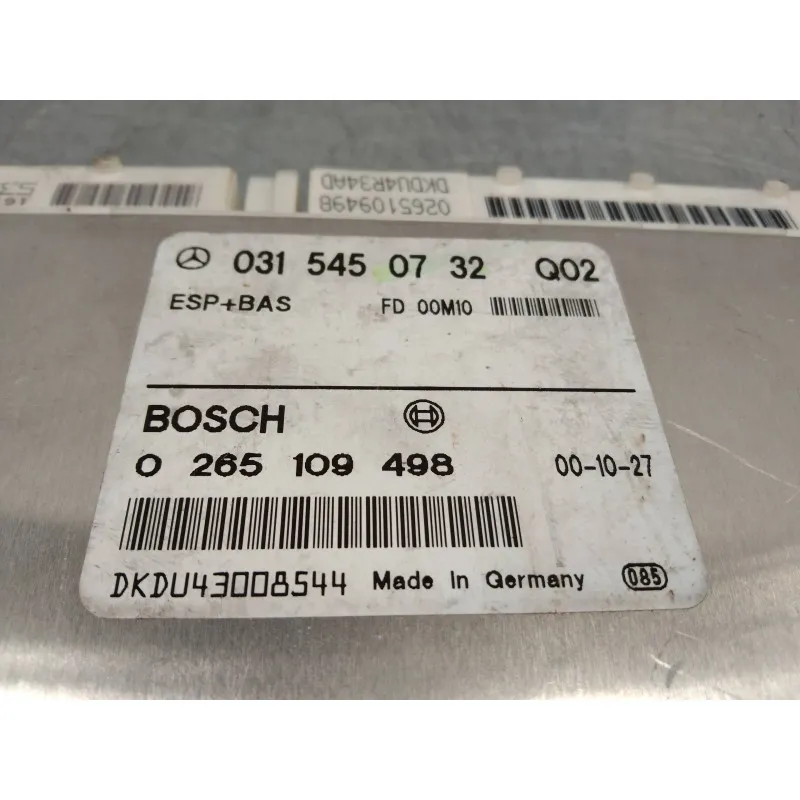 0265109498
DKDU4R34AD
031 545 07 32 Q02
ESP+BAS FD 00M10
BOSCH
0 265 109 498 00-10-27
DKDU43008544 Made in Germany 085